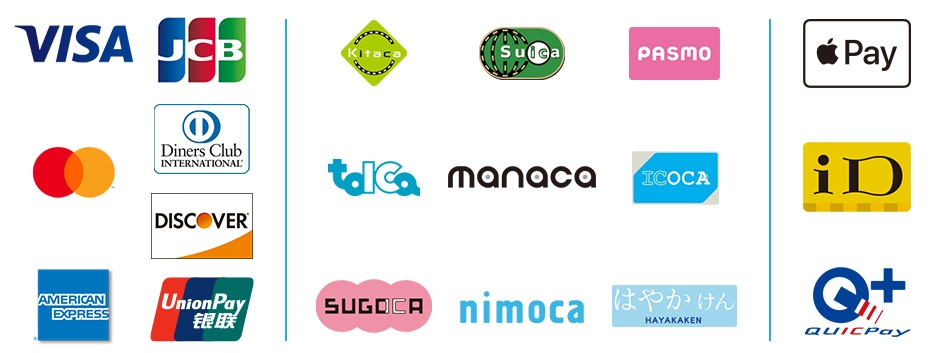 VISA
JCB
Diners Club
INTERNATIONAL®
DISCOVER®
AMERICAN
EXPRESS
UnionPay
银联
Kitaca
Suica
PASMO
TOICa
manaca
ICOCA
SUGOCA
nimoca
はやかけん
HAYAKAKEN
Pay
iD
Q+
QUICPay